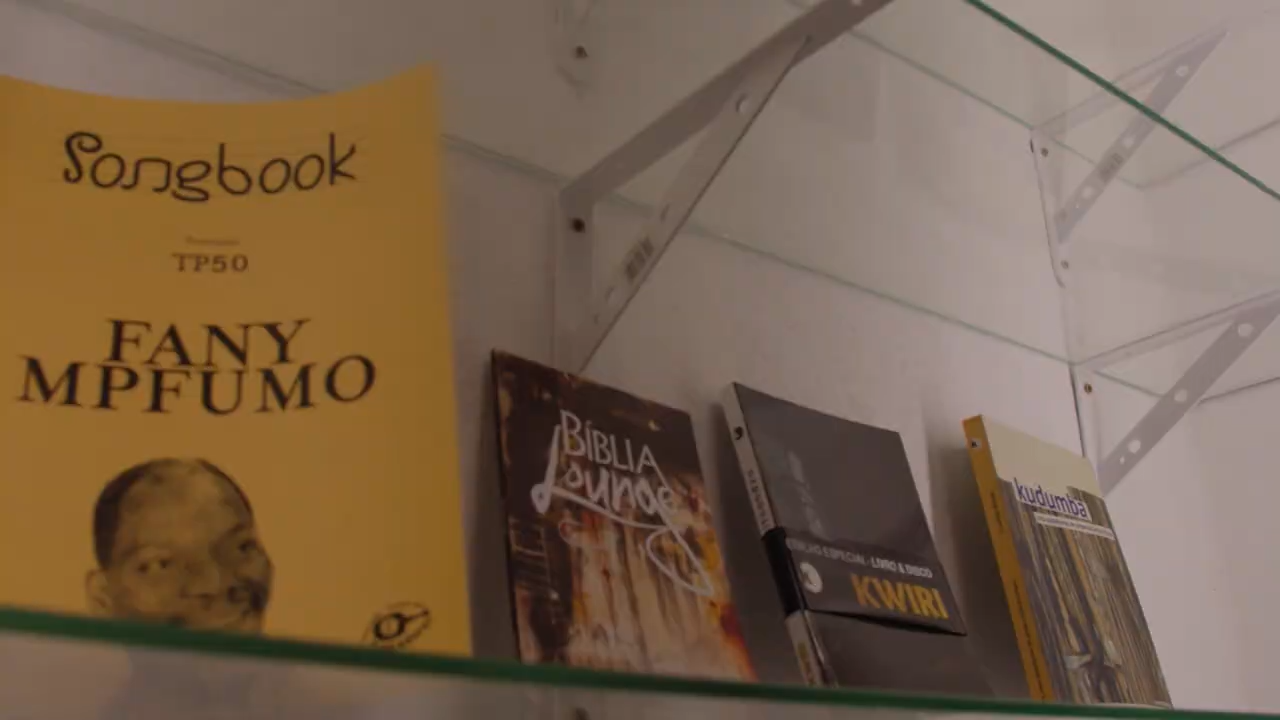 Songbook
TP50
FANY
MPFUMO
BÍBLIA
Lounge
EDIÇÃO ESPECIAL - LIVRO & DISCO
KWIRI
kudumba